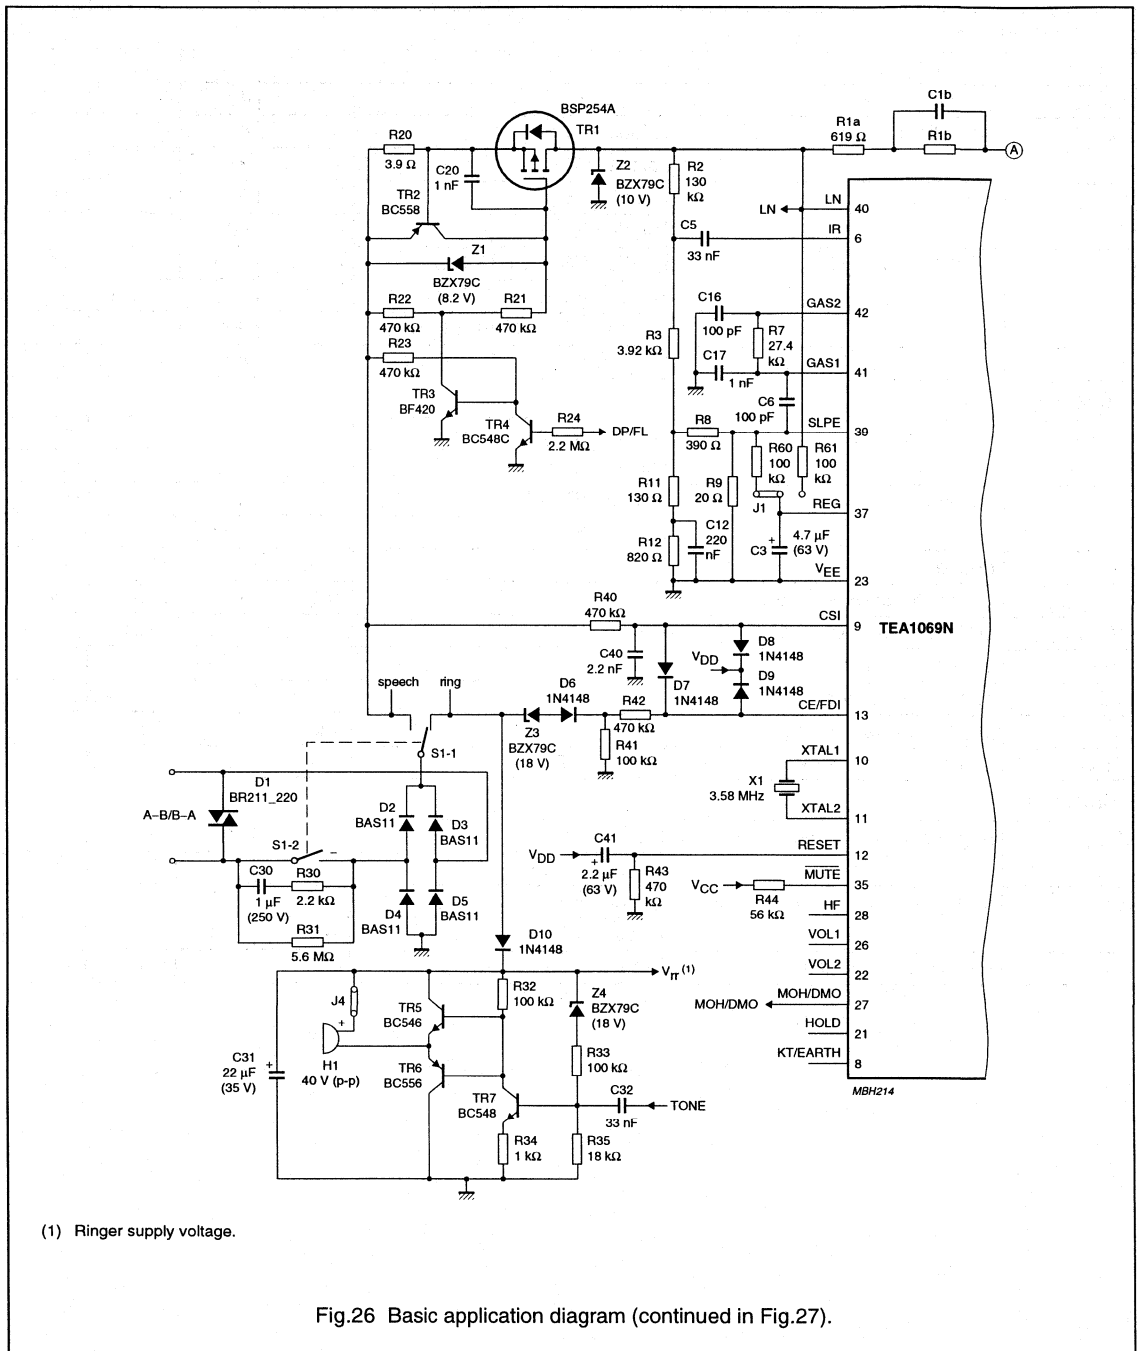 BSP254A
TR1
C1b
R1a
619 Ω
R1b
A
R20
3.9 Ω
C20
1 nF
Z2
BZX79C
(10 V)
R2
130
kΩ
TR2
BC558
LN
LN
40
IR
6
C5
33 nF
Z1
BZX79C
(8.2 V)
R22
470 kΩ
R21
470 kΩ
C16
100 pF
GAS2
42
R3
3.92 kΩ
R7
27.4
kΩ
R23
470 kΩ
C17
1 nF
GAS1
41
TR3
BF420
C6
100 pF
TR4
BC548C
R24
2.2 MΩ
DP/FL
R8
390 Ω
SLPE
39
R60
100
kΩ
R61
100
kΩ
R11
130 Ω
R9
20 Ω
J1
REG
37
R12
820 Ω
C12
220
nF
C3
+
4.7 μF
(63 V)
VEE
23
R40
470 kΩ
CSI
9
TEA1069N
C40
2.2 nF
VDD
D8
1N4148
D9
1N4148
D7
1N4148
speech
ring
D6
1N4148
R42
470 kΩ
CE/FDI
13
Z3
BZX79C
(18 V)
R41
100 kΩ
S1-1
XTAL1
10
X1
3.58 MHz
XTAL2
11
D1
BR211_220
A–B/B–A
D2
BAS11
D3
BAS11
S1-2
–
VDD
C41
+
2.2 μF
(63 V)
RESET
12
R43
470
kΩ
C30
1 μF
(250 V)
R30
2.2 kΩ
D4
BAS11
D5
BAS11
VCC
R44
56 kΩ
MUTE
35
HF
28
R31
5.6 MΩ
D10
1N4148
VOL1
26
VOL2
22
Vrr (1)
J4
R32
100 kΩ
Z4
BZX79C
(18 V)
MOH/DMO
MOH/DMO
27
TR5
BC546
+
H1
40 V (p-p)
HOLD
21
C31
22 μF
(35 V)
+
TR6
BC556
R33
100 kΩ
KT/EARTH
8
MBH214
TR7
BC548
C32
33 nF
TONE
R34
1 kΩ
R35
18 kΩ
(1) Ringer supply voltage.
Fig.26 Basic application diagram (continued in Fig.27).